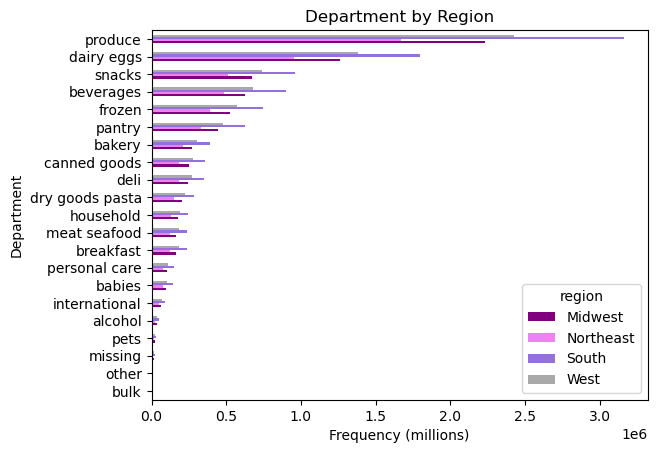 Department by Region
Department
produce
dairy eggs
snacks
beverages
frozen
pantry
bakery
canned goods
deli
dry goods pasta
household
meat seafood
breakfast
personal care
babies
international
alcohol
pets
missing
other
bulk
region
Midwest
Northeast
South
West
0.0 0.5 1.0 1.5 2.0 2.5 3.0
1e6
Frequency (millions)